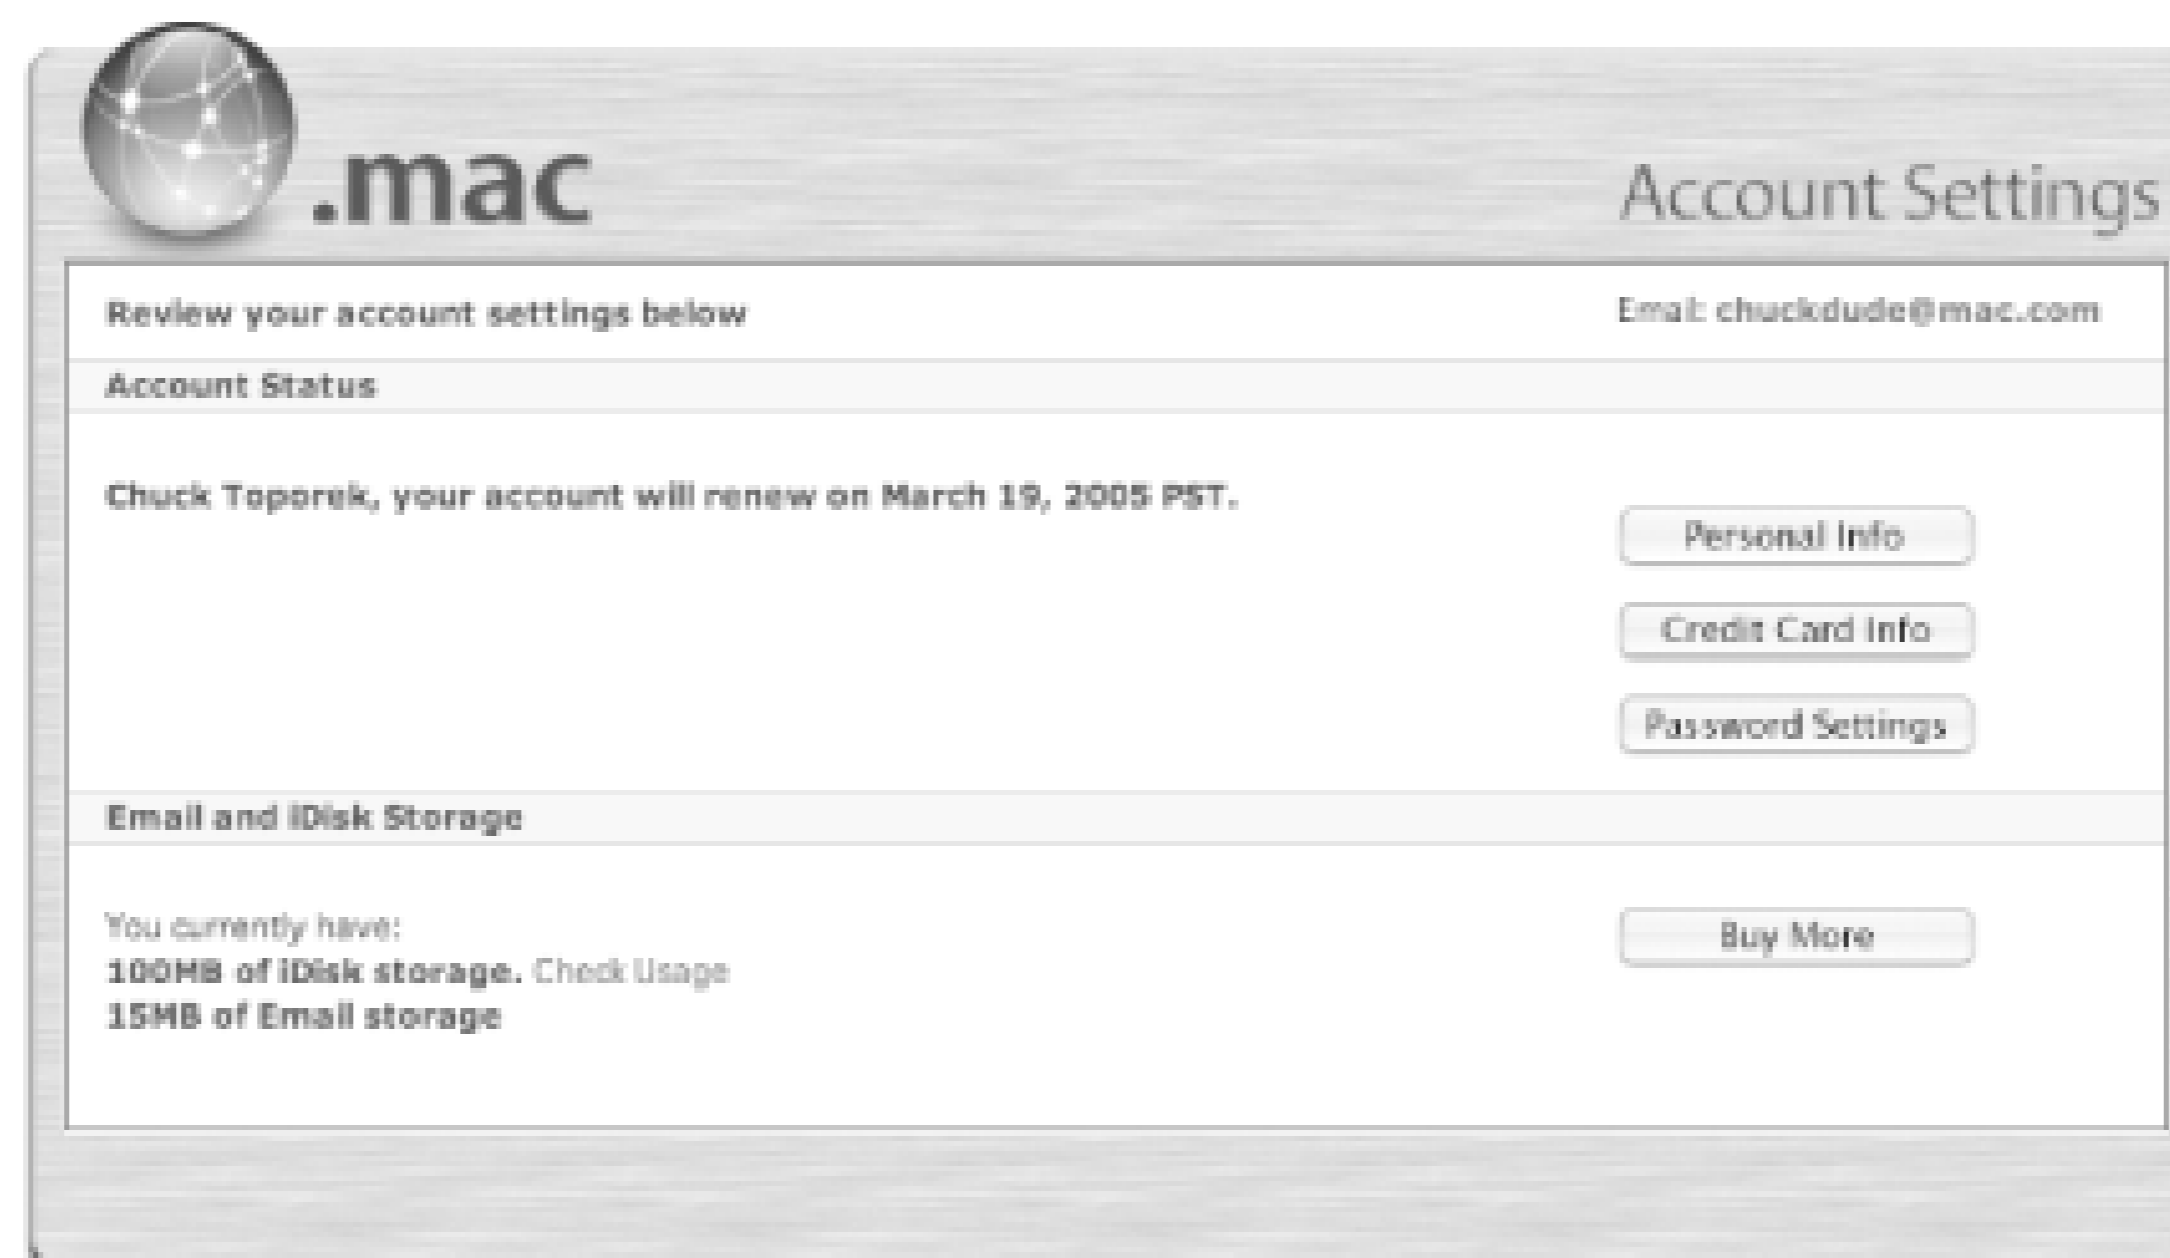 .mac
Account Settings
Review your account settings below
Email: chuckdude@mac.com
Account Status
Chuck Toporek, your account will renew on March 19, 2005 PST.
Personal Info
Credit Card Info
Password Settings
Email and iDisk Storage
You currently have:
100MB of iDisk storage. Check Usage
15MB of Email storage
Buy More